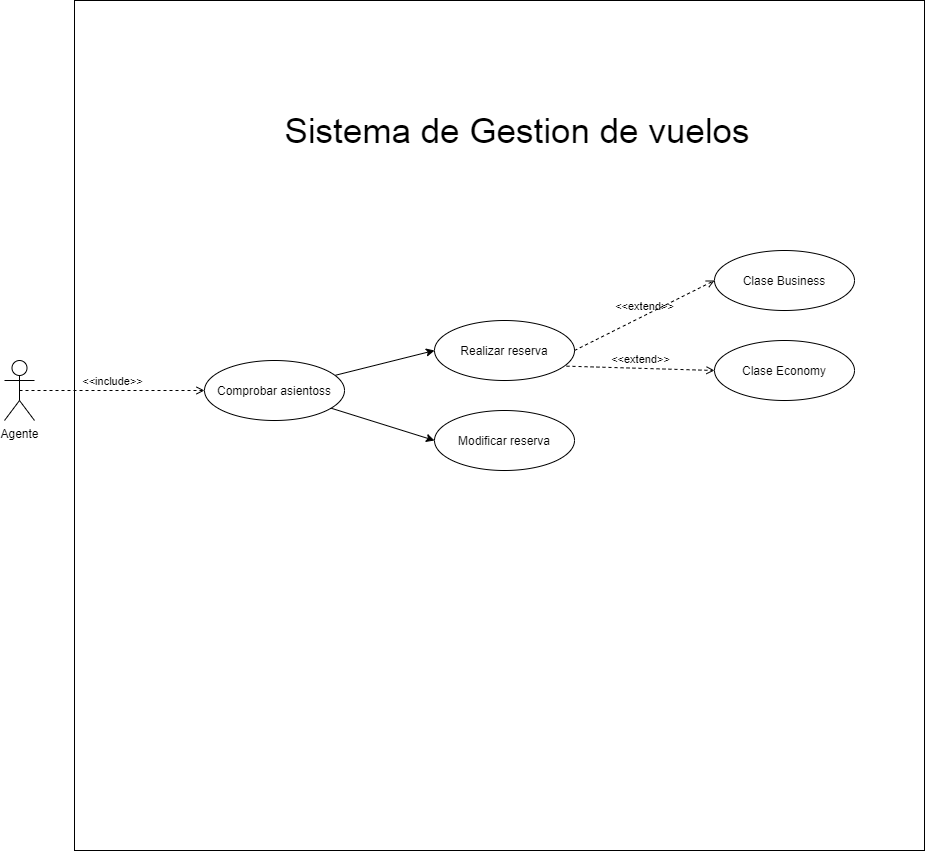 Sistema de Gestion de vuelos
Clase Business
<<extend>>
Realizar reserva
<<extend>>
Clase Economy
<<include>>
Comprobar asientoss
Agente
Modificar reserva